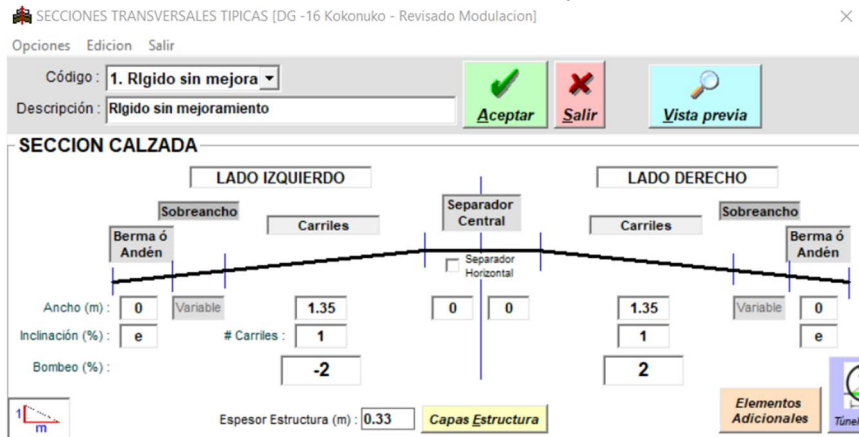 SECCIONES TRANSVERSALES TIPICAS [DG -16 Kokonuko - Revisado Modulacion]
Opciones Edicion Salir
Código : 1. RIgido sin mejora
Descripción : RIgido sin mejoramiento
Aceptar
Salir
Vista previa
SECCION CALZADA
LADO IZQUIERDO
LADO DERECHO
Sobreancho
Berma ó
Andén
Carriles
Separador
Central
Separador
Horizontal
Carriles
Sobreancho
Berma ó
Andén
Ancho (m) : 0 Variable 1.35 0 0 1.35 Variable 0
Inclinación (%) : e # Carriles : 1 1 e
Bombeo (%) : -2 2
1
m
Espesor Estructura (m) : 0.33 Capas Estructura
Elementos
Adicionales